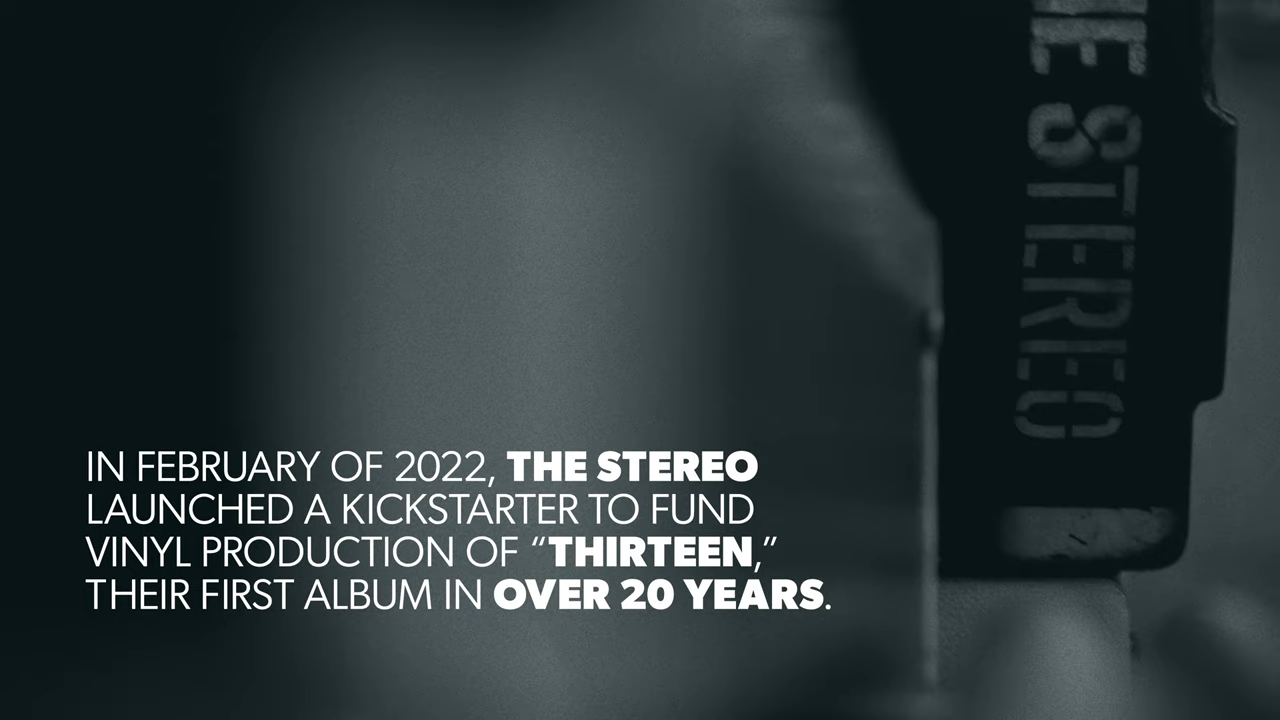 IN FEBRUARY OF 2022, THE STEREO
LAUNCHED A KICKSTARTER TO FUND
VINYL PRODUCTION OF “THIRTEEN,”
THEIR FIRST ALBUM IN OVER 20 YEARS.
STEREO